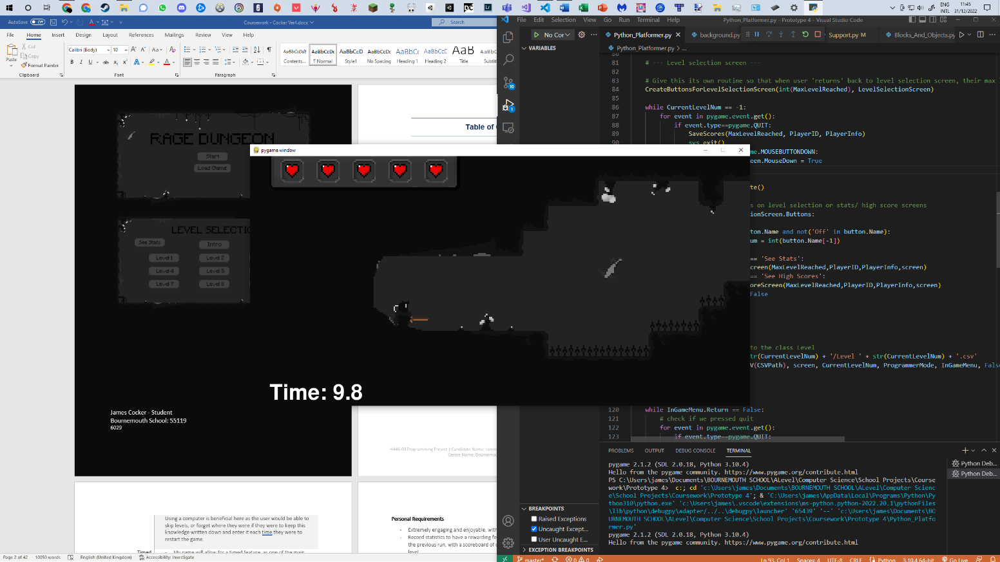 11:45
ENG
INTL
31/12/2022
AutoSave Off
Coursework - Cocker Ver4.docx
Search
File Home Insert Draw Design Layout References Mailings Review View Help
Paste
Cut
Copy
Format Painter
Clipboard
Calibri (Body) 10
Font
Paragraph
Contents...
Normal
Style1
No Spacing
Heading 1
Heading 2
Title
RAGE DUNGEON
Start
Load Game
See Stats
Intro
Level 1
Level 2
Level 4
Level 5
Level 7
Level 8
James Cocker - Student
Bournemouth School: 55119
6029
Using a computer is beneficial here as the user would be able to
skip levels, or forget where they were if they were to keep this
knowledge written down and enter it each time they were to
restart the game.
Timed
- My game will allow for a timed feature, as one of the main
Personal Requirements
- Extremely engaging and enjoyable, with
- Record statistics to have a rewarding
the previous run, with a scoreboard of
level
Page 2 of 42 10050 words English (United Kingdom) Accessibility: Investigate
pygame window
Time: 9.8
File Edit Selection View Go Run Terminal Help
Python_Platformer.py - Prototype 4 - Visual Studio Code
No Cor
Python_Platformer.py
background.py
Support.py M
Blocks_And_Objects.py
VARIABLES
Python_Platformer.py > ...
81 # --- Level selection screen ---
82
83 # Give this its own routine so that when user 'returns' back to level selection screen, their max
84 CreateButtonsForLevelSelectionScreen(int(MaxLevelReached), LevelSelectionScreen)
85
86 while CurrentLevelNum == -1:
87 for event in pygame.event.get():
88 if event.type==pygame.QUIT:
89 SaveScores(MaxLevelReached, PlayerID, PlayerInfo)
90 sys.exit()
me.MOUSEBUTTONDOWN:
een.MouseDown = True
te()
s on level selection or stats/ high score screens
ionScreen.Buttons:
ton.Name and not('Off' in button.Name):
um = int(button.Name[-1])
== 'See Stats':
creen(MaxLevelReached,PlayerID,PlayerInfo,screen)
== 'See High Scores':
oreScreen(MaxLevelReached,PlayerID,PlayerInfo,screen)
False
to the class Level
tr(CurrentLevelNum) + '/Level ' + str(CurrentLevelNum) + '.csv'
V(CSVPath), screen, CurrentLevelNum, ProgrammerMode, InGameMenu, Fals
120 while InGameMenu.Return == False:
121 # check if we pressed quit
122 for event in pygame.event.get():
123 if event.type==pygame.QUIT:
PROBLEMS OUTPUT DEBUG CONSOLE TERMINAL
Python Deb...
Python Deb...
pygame 2.1.2 (SDL 2.0.18, Python 3.10.4)
Hello from the pygame community. https://www.pygame.org/contribute.html
PS C:\Users\james\Documents\BOURNEMOUTH SCHOOL\ALevel\Computer Science\School Projects\Course
work\Prototype 4> c:; cd 'c:\Users\james\Documents\BOURNEMOUTH SCHOOL\ALevel\Computer Scienc
e\School Projects\Coursework\Prototype 4'; & 'C:\Users\james\AppData\Local\Programs\Python\Py
thon310\python.exe' 'c:\Users\james\.vscode\extensions\ms-python.python-2022.20.1\pythonFiles
\lib\python\debugpy\adapter/../..\debugpy\launcher' '65439' '--' 'c:\Users\james\Documents\BO
URNEMOUTH SCHOOL\ALevel\Computer Science\School Projects\Coursework\Prototype 4\Python_Platfo
rmer.py'
pygame 2.1.2 (SDL 2.0.18, Python 3.10.4)
Hello from the pygame community. https://www.pygame.org/contribute.html
BREAKPOINTS
Raised Exceptions
Uncaught Except...
User Uncaught E...
EXCEPTION BREAKPOINTS
master* 0 0 Ln 93, Col 1 Spaces: 4 UTF-8 CRLF Python 3.10.4 64-bit Go Live